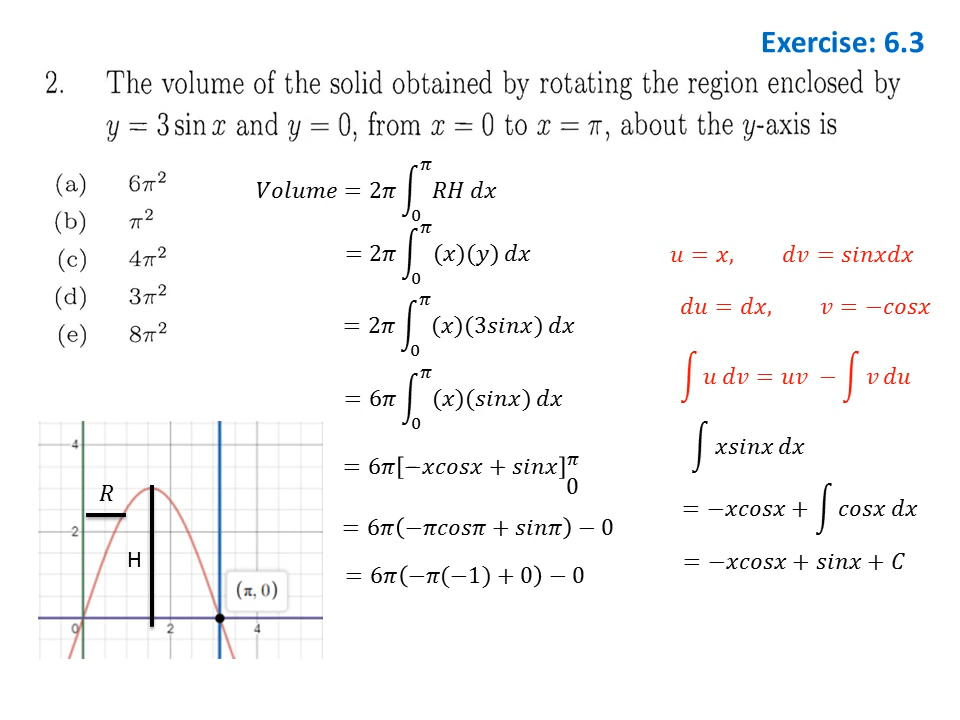 Exercise: 6.3
2. The volume of the solid obtained by rotating the region enclosed by
y = 3 sin x and y = 0, from x = 0 to x = π, about the y-axis is
(a) 6π²
(b) π²
(c) 4π²
(d) 3π²
(e) 8π²
Volume = 2π ∫₀^π RH dx
= 2π ∫₀^π (x)(y) dx
= 2π ∫₀^π (x)(3sinx) dx
= 6π ∫₀^π (x)(sinx) dx
= 6π[−xcosx + sinx]₀^π
= 6π(−πcosπ + sinπ) − 0
= 6π(−π(−1) + 0) − 0
u = x, dv = sinxdx
du = dx, v = −cosx
∫ u dv = uv − ∫ v du
∫ xsinx dx
= −xcosx + ∫ cosx dx
= −xcosx + sinx + C
4
R
2
H
(π, 0)
0 2 4